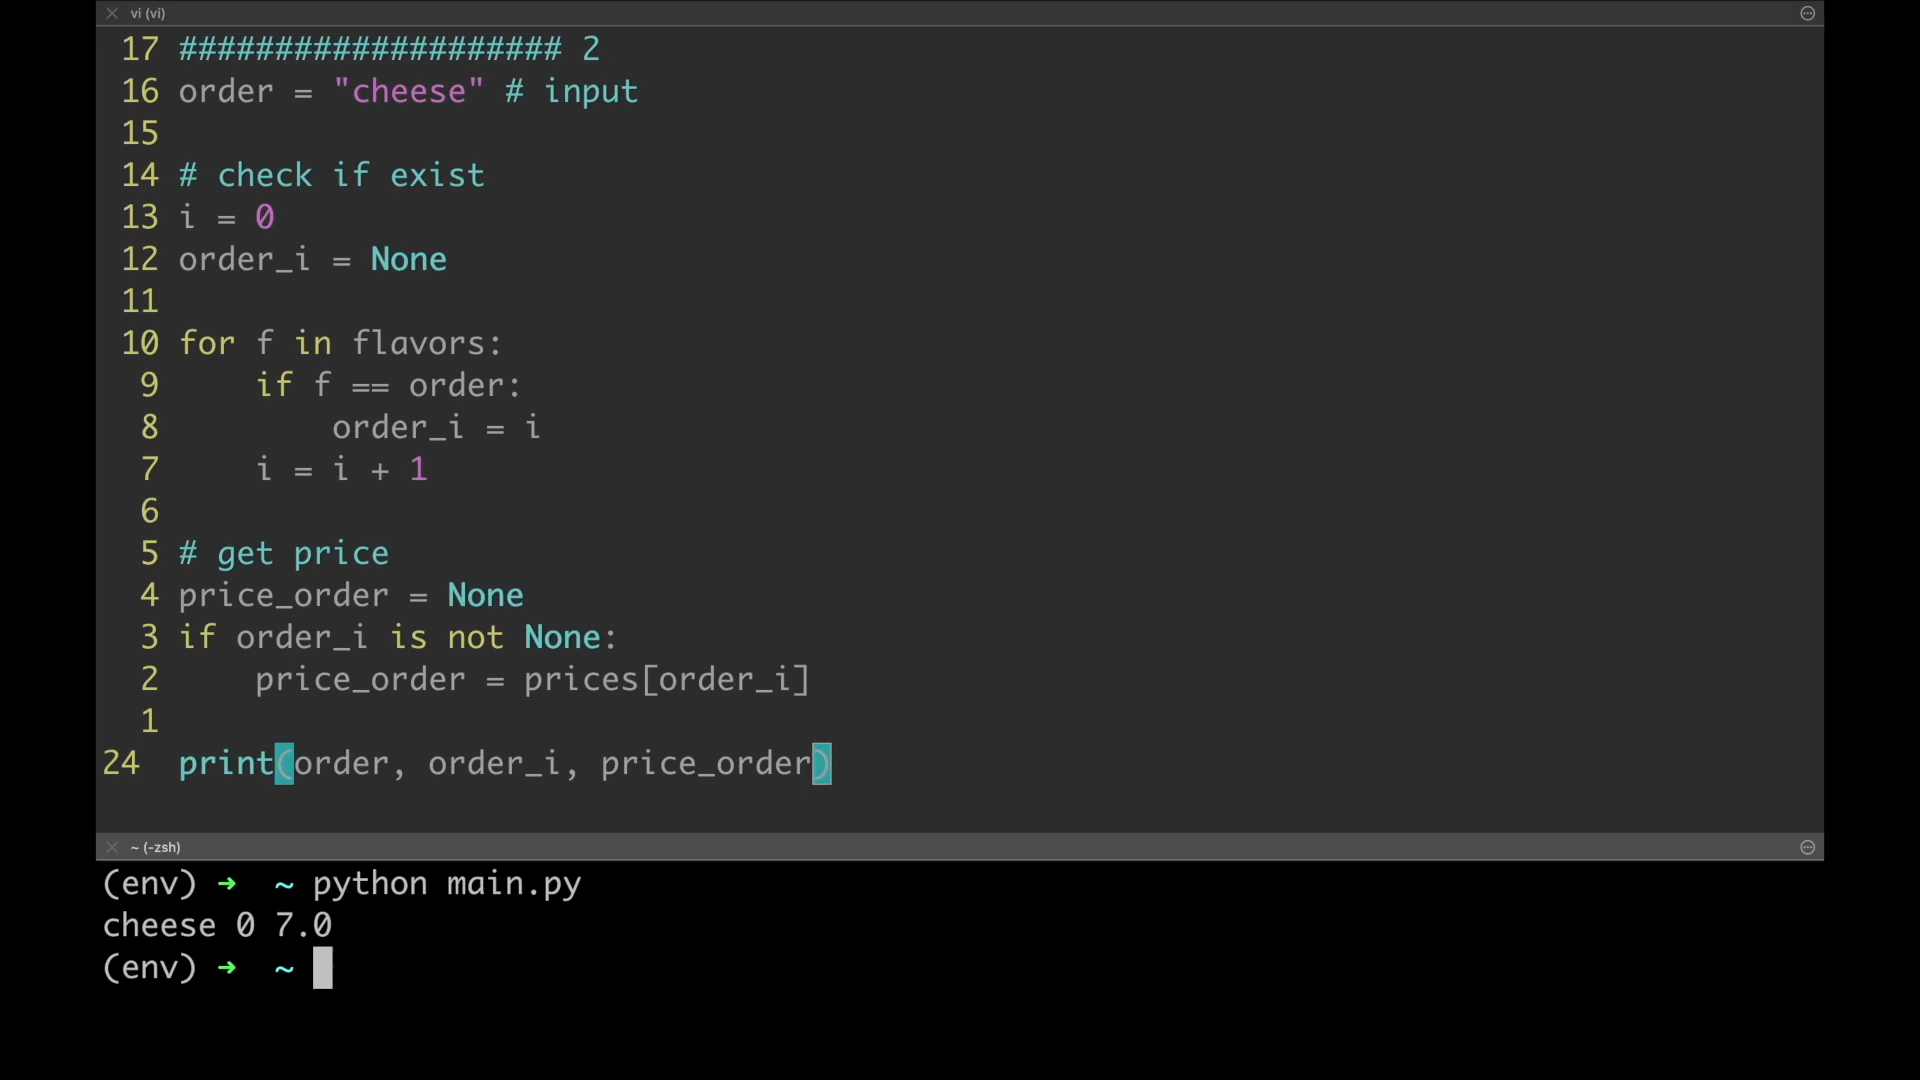 vi (vi)
17 #################### 2
16 order = "cheese" # input
15
14 # check if exist
13 i = 0
12 order_i = None
11
10 for f in flavors:
9 if f == order:
8 order_i = i
7 i = i + 1
6
5 # get price
4 price_order = None
3 if order_i is not None:
2 price_order = prices[order_i]
1
24 print(order, order_i, price_order)
~ (-zsh)
(env) ➜ ~ python main.py
cheese 0 7.0
(env) ➜ ~